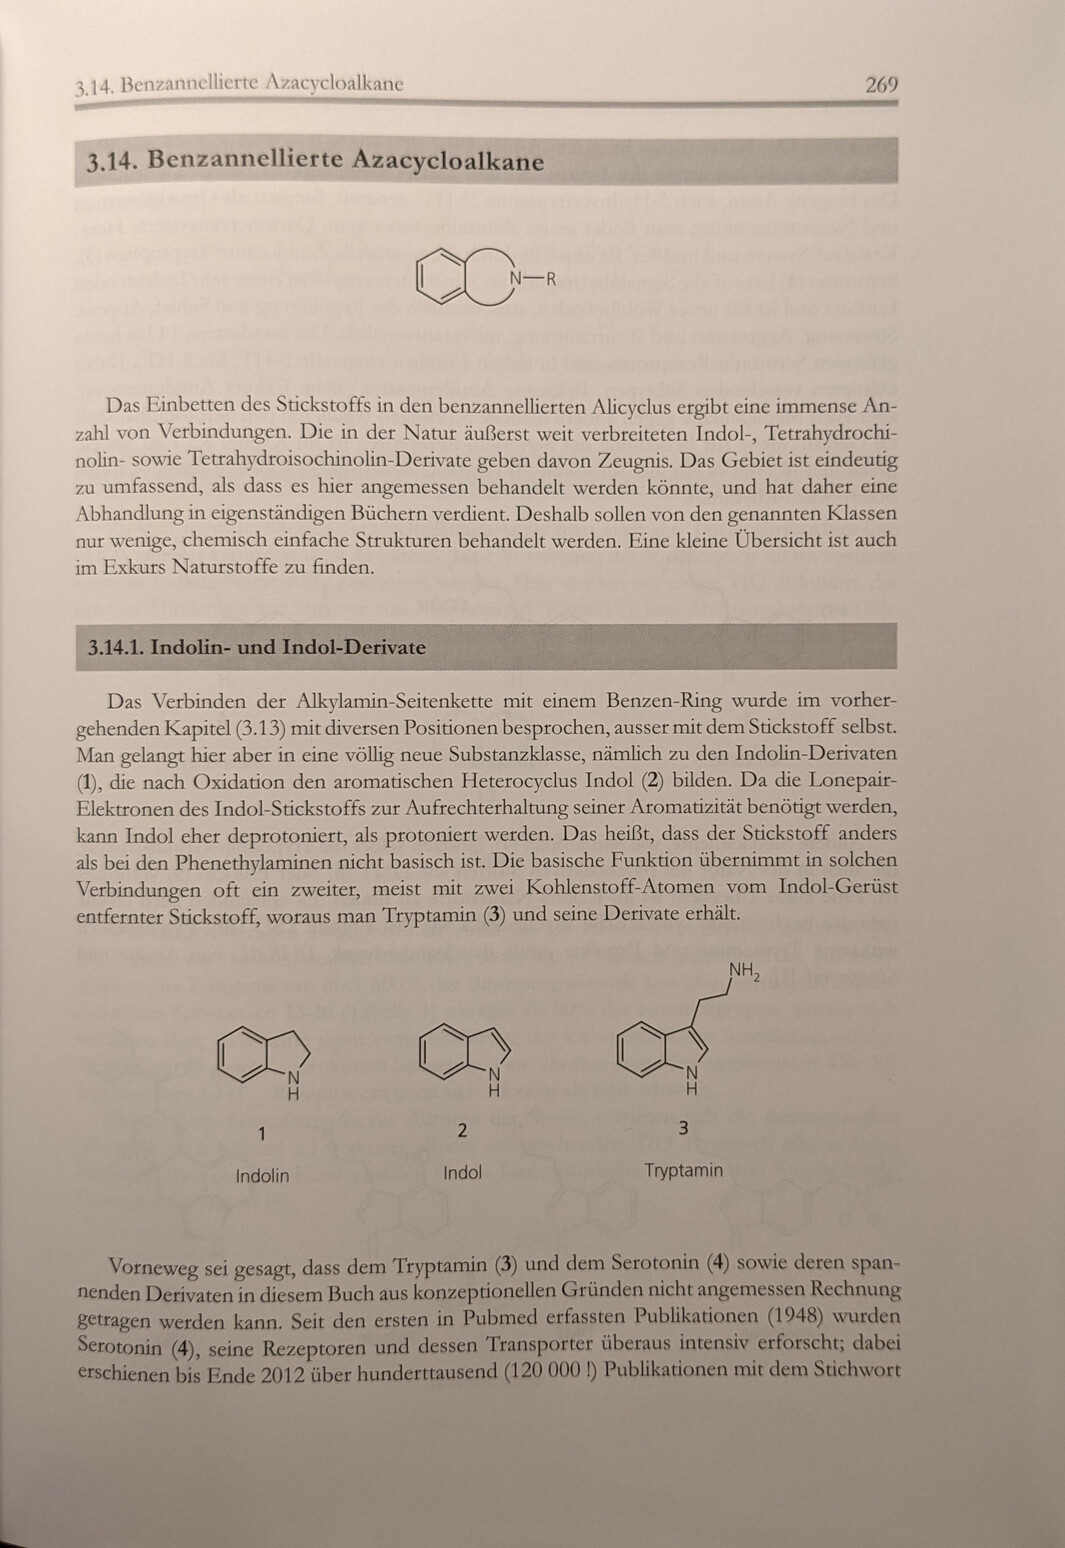 3.14. Benzannellierte Azacycloalkane 269
3.14. Benzannellierte Azacycloalkane
N—R
Das Einbetten des Stickstoffs in den benzannellierten Alicyclus ergibt eine immense An-
zahl von Verbindungen. Die in der Natur äußerst weit verbreiteten Indol-, Tetrahydrochi-
nolin- sowie Tetrahydroisochinolin-Derivate geben davon Zeugnis. Das Gebiet ist eindeutig
zu umfassend, als dass es hier angemessen behandelt werden könnte, und hat daher eine
Abhandlung in eigenständigen Büchern verdient. Deshalb sollen von den genannten Klassen
nur wenige, chemisch einfache Strukturen behandelt werden. Eine kleine Übersicht ist auch
im Exkurs Naturstoffe zu finden.
3.14.1. Indolin- und Indol-Derivate
Das Verbinden der Alkylamin-Seitenkette mit einem Benzen-Ring wurde im vorher-
gehenden Kapitel (3.13) mit diversen Positionen besprochen, ausser mit dem Stickstoff selbst.
Man gelangt hier aber in eine völlig neue Substanzklasse, nämlich zu den Indolin-Derivaten
(1), die nach Oxidation den aromatischen Heterocyclus Indol (2) bilden. Da die Lonepair-
Elektronen des Indol-Stickstoffs zur Aufrechterhaltung seiner Aromatizität benötigt werden,
kann Indol eher deprotoniert, als protoniert werden. Das heißt, dass der Stickstoff anders
als bei den Phenethylaminen nicht basisch ist. Die basische Funktion übernimmt in solchen
Verbindungen oft ein zweiter, meist mit zwei Kohlenstoff-Atomen vom Indol-Gerüst
entfernter Stickstoff, woraus man Tryptamin (3) und seine Derivate erhält.
NH₂
N N N
H H H
1 2 3
Indolin Indol Tryptamin
Vorneweg sei gesagt, dass dem Tryptamin (3) und dem Serotonin (4) sowie deren span-
nenden Derivaten in diesem Buch aus konzeptionellen Gründen nicht angemessen Rechnung
getragen werden kann. Seit den ersten in Pubmed erfassten Publikationen (1948) wurden
Serotonin (4), seine Rezeptoren und dessen Transporter überaus intensiv erforscht; dabei
erschienen bis Ende 2012 über hunderttausend (120 000 !) Publikationen mit dem Stichwort